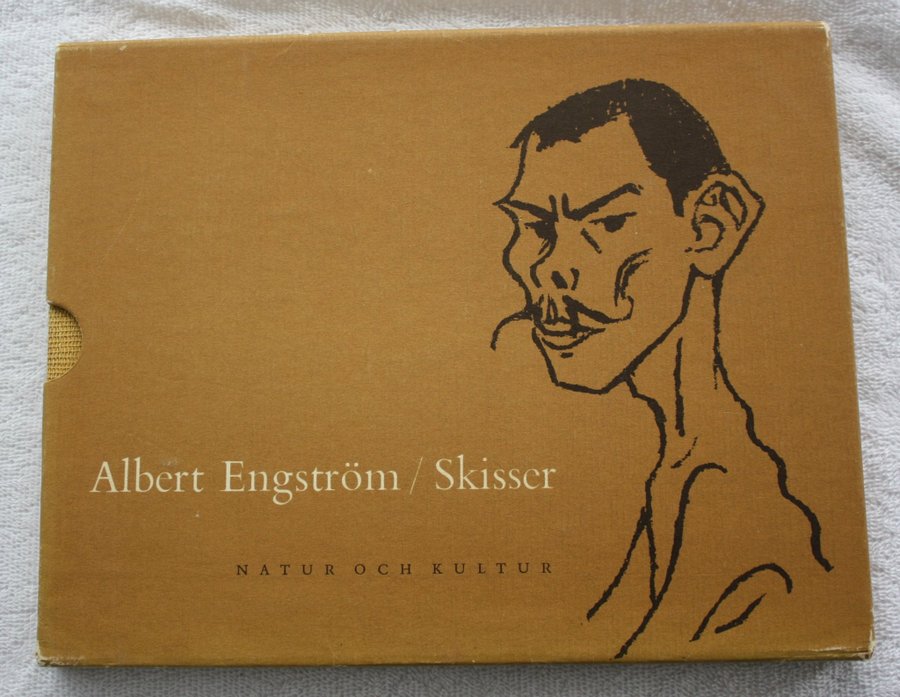 Albert Engström / Skisser
NATUR OCH KULTUR